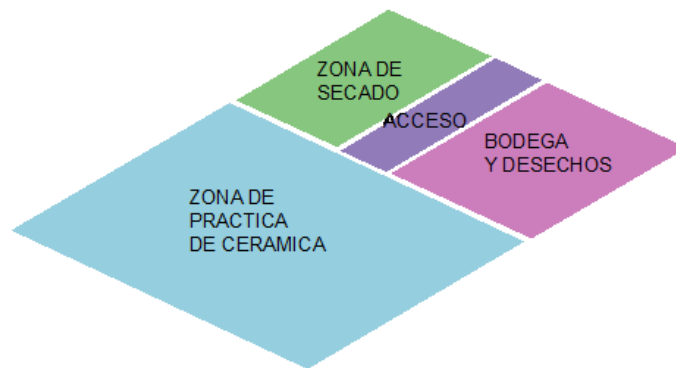 ZONA DE
SECADO
ACCESO
BODEGA
Y DESECHOS
ZONA DE
PRACTICA
DE CERAMICA